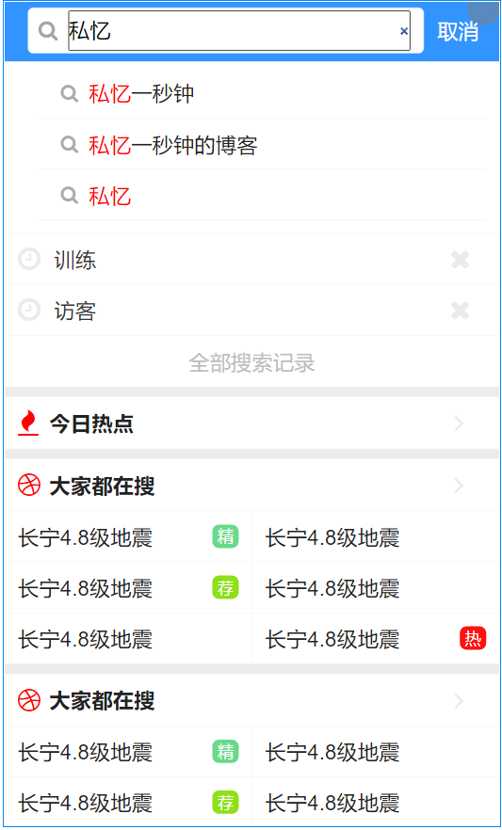 私忆 × 取消
私忆一秒钟
私忆一秒钟的博客
私忆
训练
访客
全部搜索记录
今日热点
大家都在搜
长宁4.8级地震 精 长宁4.8级地震
长宁4.8级地震 荐 长宁4.8级地震
长宁4.8级地震 长宁4.8级地震 热
大家都在搜
长宁4.8级地震 精 长宁4.8级地震
长宁4.8级地震 荐 长宁4.8级地震